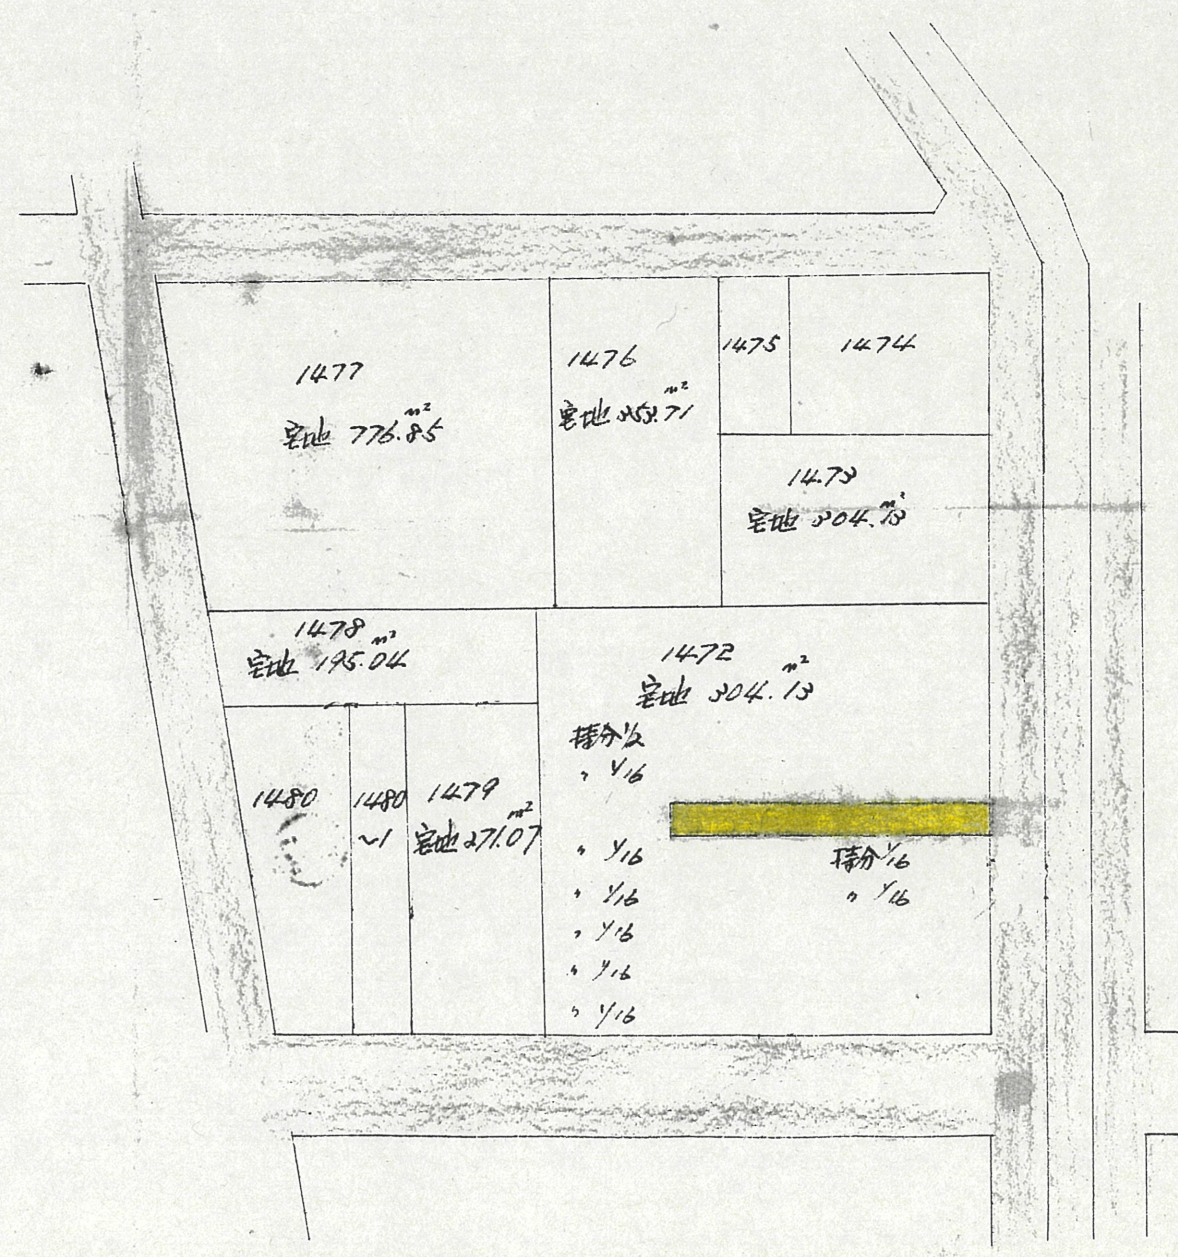 1477
宅地 776.85 m²
1476
宅地 353.71 m²
1475
1474
1473
宅地 304.13 m²
1478
宅地 195.04 m²
1472
宅地 304.13 m²
持分 1/2
〃 1/16
〃 1/16
〃 1/16
〃 1/16
〃 1/16
〃 1/16
持分 1/16
〃 1/16
1480
1480
~1
1479
宅地 271.07 m²